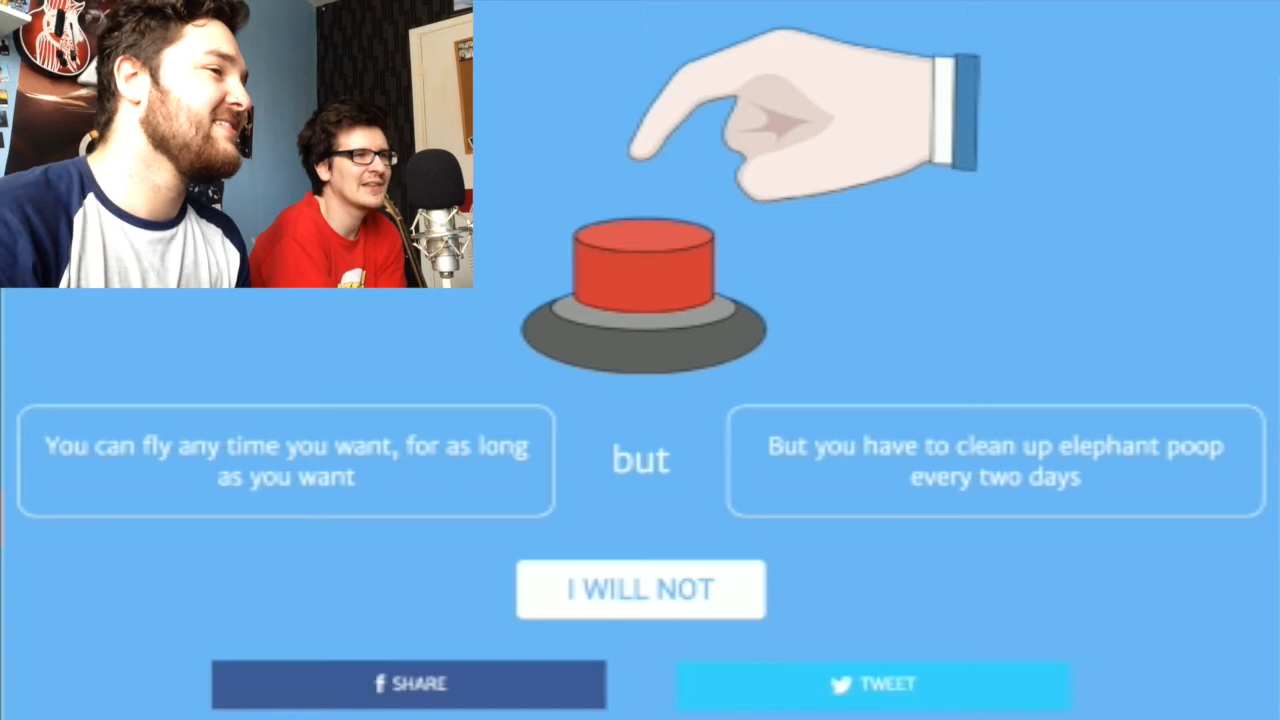 You can fly any time you want, for as long
as you want
but
But you have to clean up elephant poop
every two days
I WILL NOT
f SHARE
TWEET